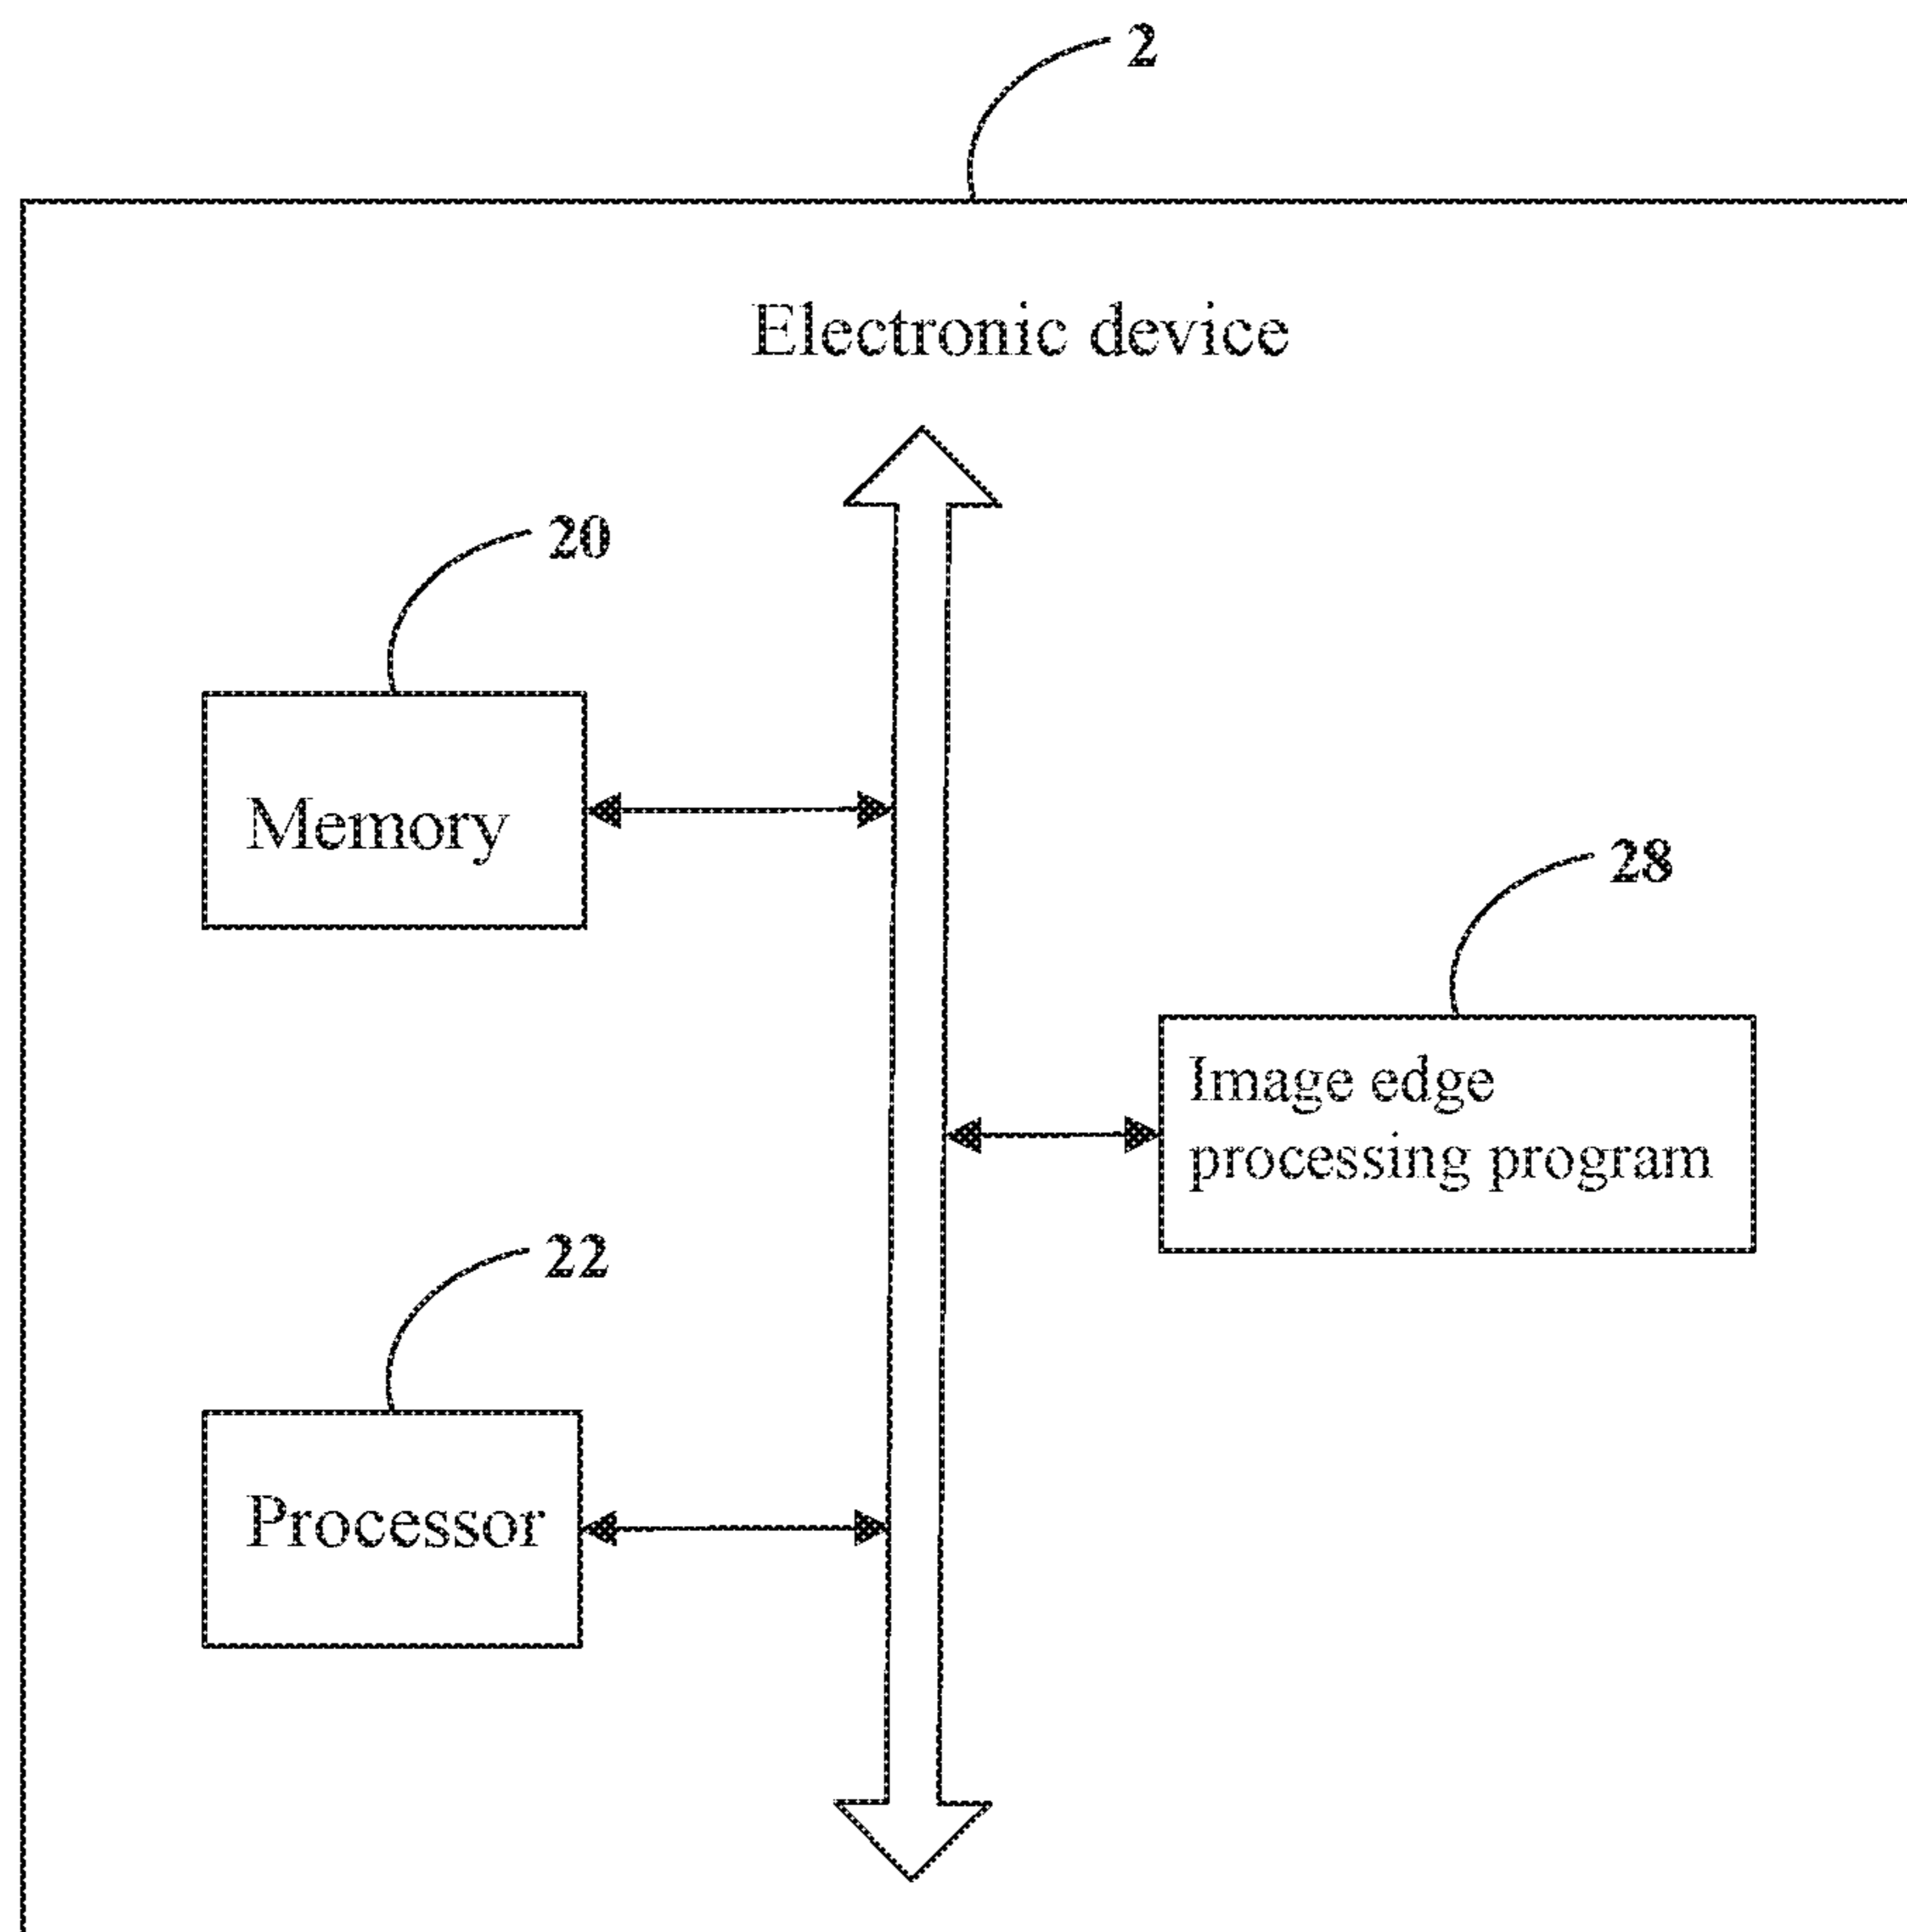 2
Electronic device
20
Memory
28
Image edge
processing program
22
Processor